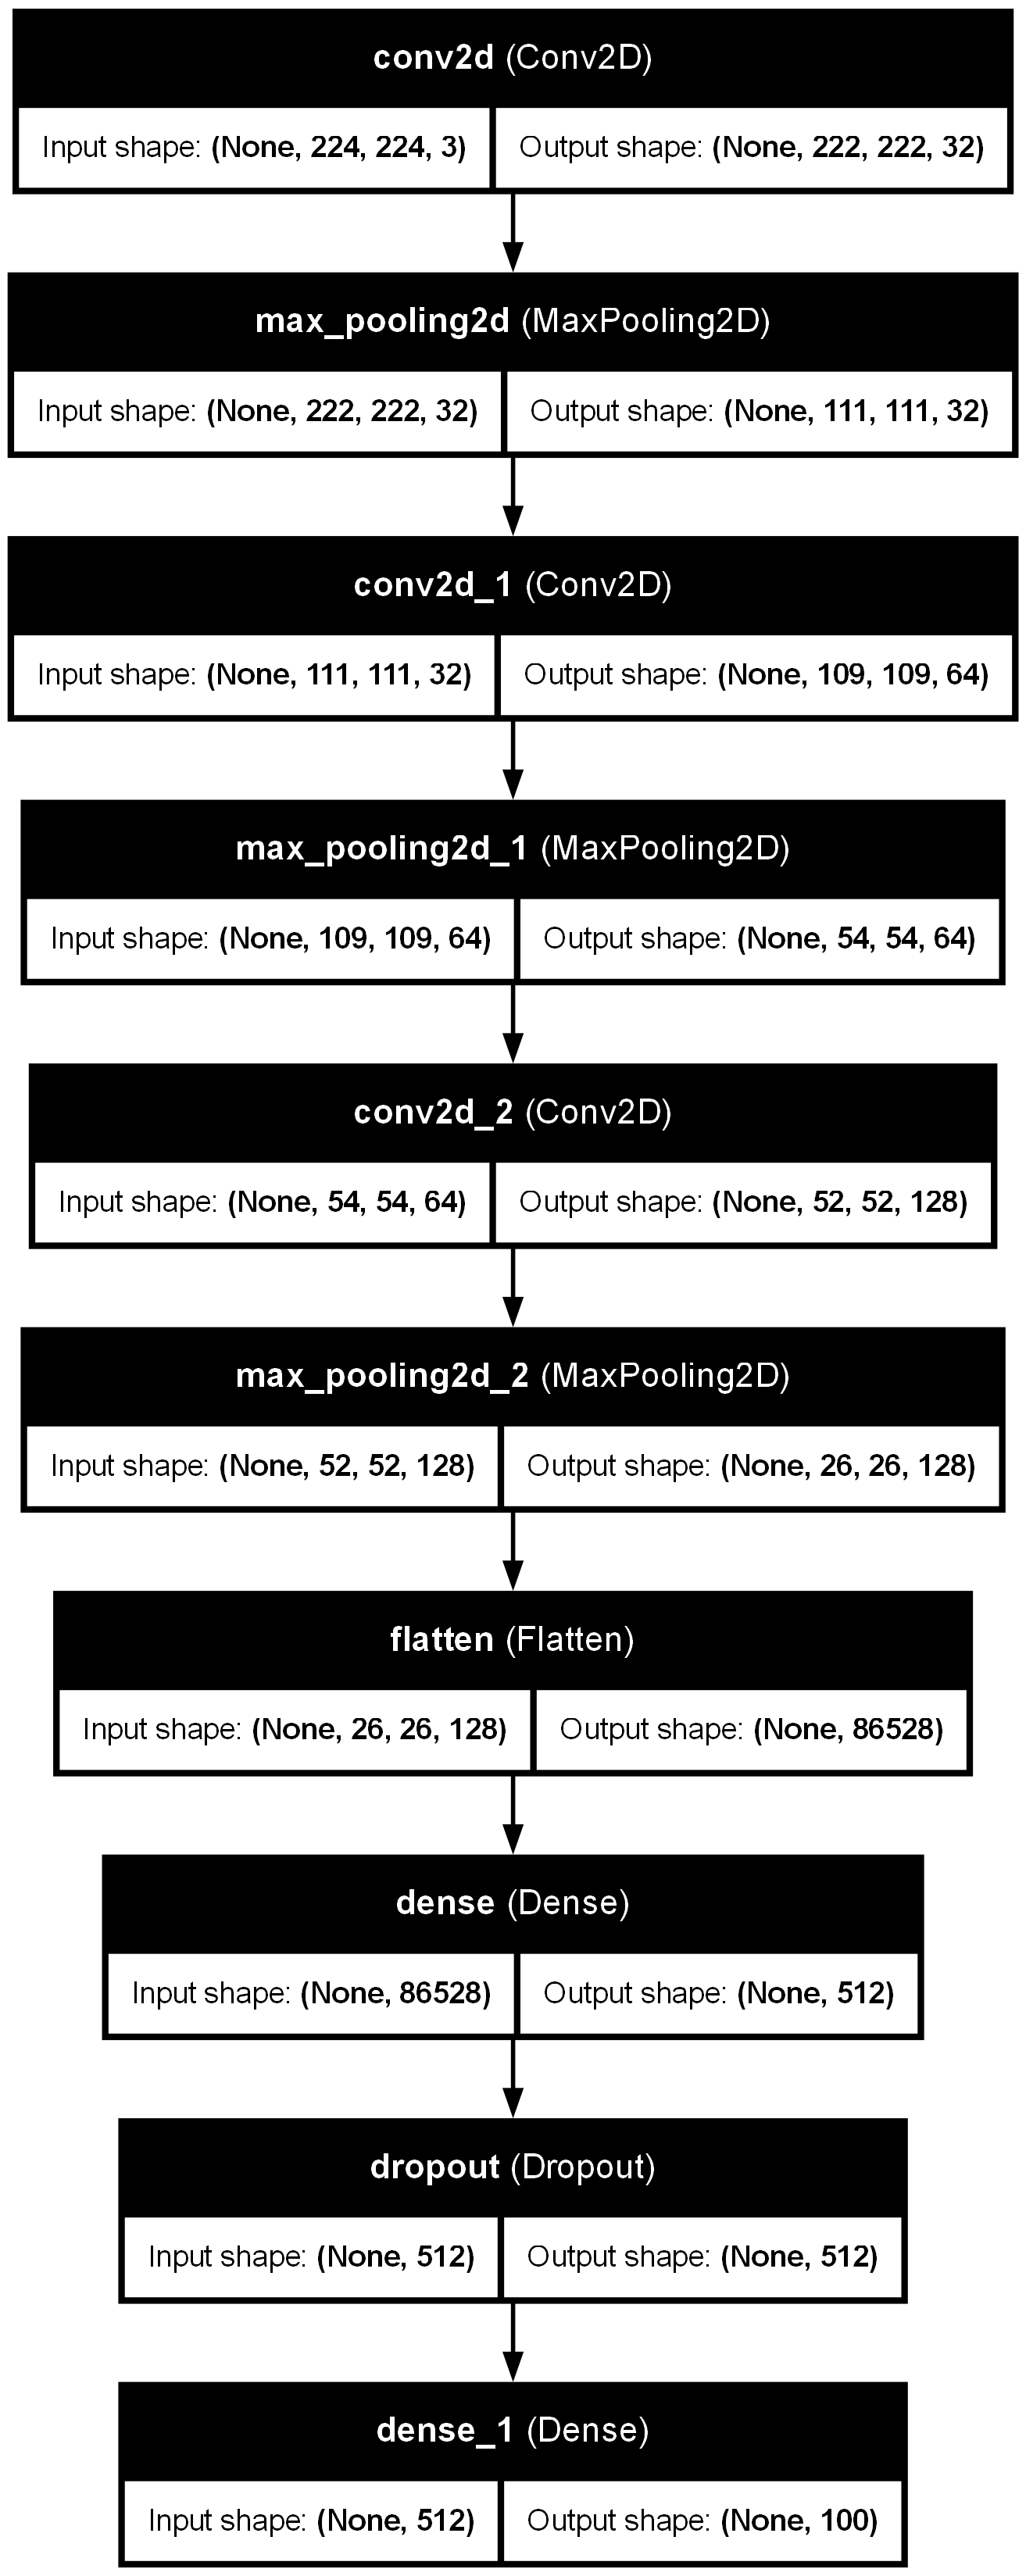 conv2d (Conv2D)
Input shape: (None, 224, 224, 3) Output shape: (None, 222, 222, 32)
max_pooling2d (MaxPooling2D)
Input shape: (None, 222, 222, 32) Output shape: (None, 111, 111, 32)
conv2d_1 (Conv2D)
Input shape: (None, 111, 111, 32) Output shape: (None, 109, 109, 64)
max_pooling2d_1 (MaxPooling2D)
Input shape: (None, 109, 109, 64) Output shape: (None, 54, 54, 64)
conv2d_2 (Conv2D)
Input shape: (None, 54, 54, 64) Output shape: (None, 52, 52, 128)
max_pooling2d_2 (MaxPooling2D)
Input shape: (None, 52, 52, 128) Output shape: (None, 26, 26, 128)
flatten (Flatten)
Input shape: (None, 26, 26, 128) Output shape: (None, 86528)
dense (Dense)
Input shape: (None, 86528) Output shape: (None, 512)
dropout (Dropout)
Input shape: (None, 512) Output shape: (None, 512)
dense_1 (Dense)
Input shape: (None, 512) Output shape: (None, 100)